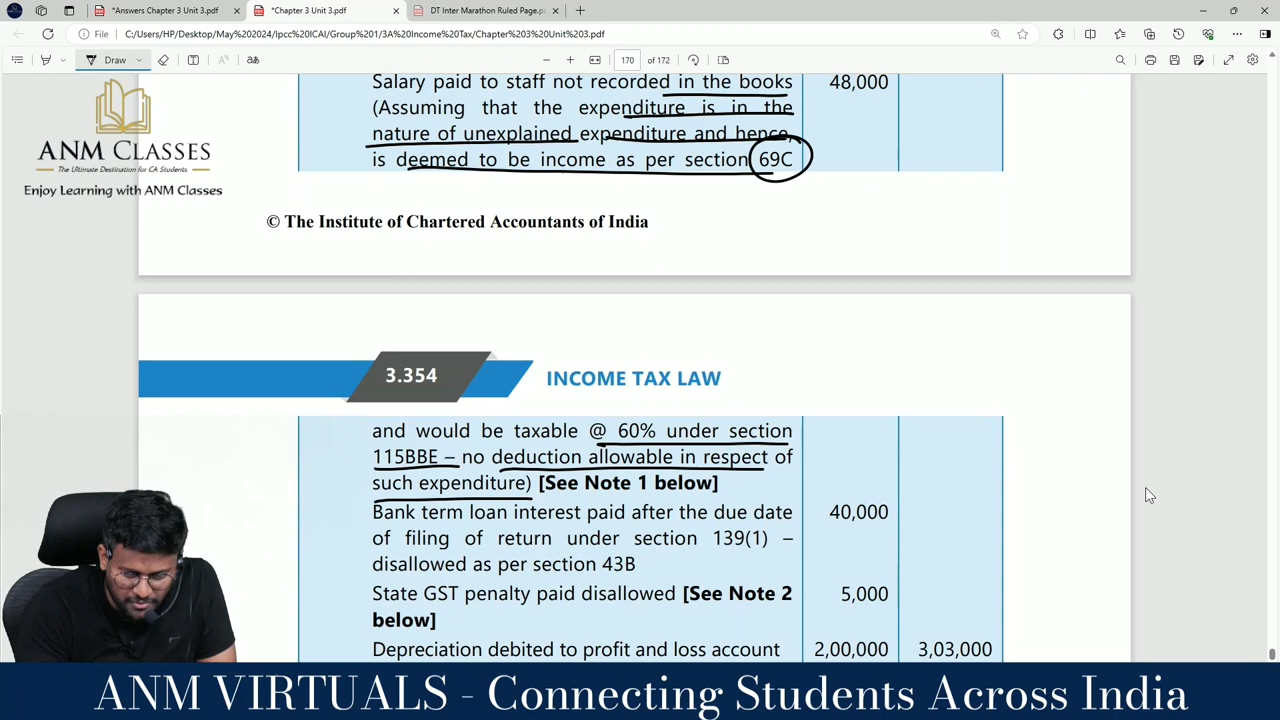 *Answers Chapter 3 Unit 3.pdf
*Chapter 3 Unit 3.pdf
DT Inter Marathon Ruled Page.p
File
C:/Users/HP/Desktop/May%202024/Ipcc%20ICAI/Group%201/3A%20Income%20Tax/Chapter%203%20Unit%203.pdf
Draw
170 of 172
Salary paid to staff not recorded in the books 48,000
(Assuming that the expenditure is in the
nature of unexplained expenditure and hence,
is deemed to be income as per section 69C
ANM CLASSES
The Ultimate Destination for CA Students
Enjoy Learning with ANM Classes
© The Institute of Chartered Accountants of India
3.354
INCOME TAX LAW
and would be taxable @ 60% under section
115BBE – no deduction allowable in respect of
such expenditure) [See Note 1 below]
Bank term loan interest paid after the due date 40,000
of filing of return under section 139(1) –
disallowed as per section 43B
State GST penalty paid disallowed [See Note 2 5,000
below]
Depreciation debited to profit and loss account 2,00,000 3,03,000
ANM VIRTUALS - Connecting Students Across India